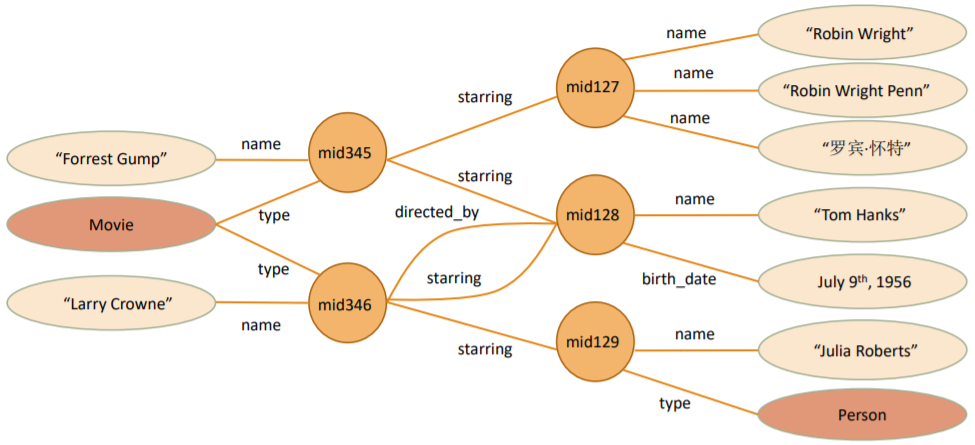 name
“Robin Wright”
mid127
name
“Robin Wright Penn”
starring
name
“罗宾·怀特”
name
mid345
“Forrest Gump”
starring
name
Movie
type
directed_by
mid128
“Tom Hanks”
type
starring
birth_date
July 9th, 1956
“Larry Crowne”
mid346
name
starring
mid129
name
“Julia Roberts”
type
Person